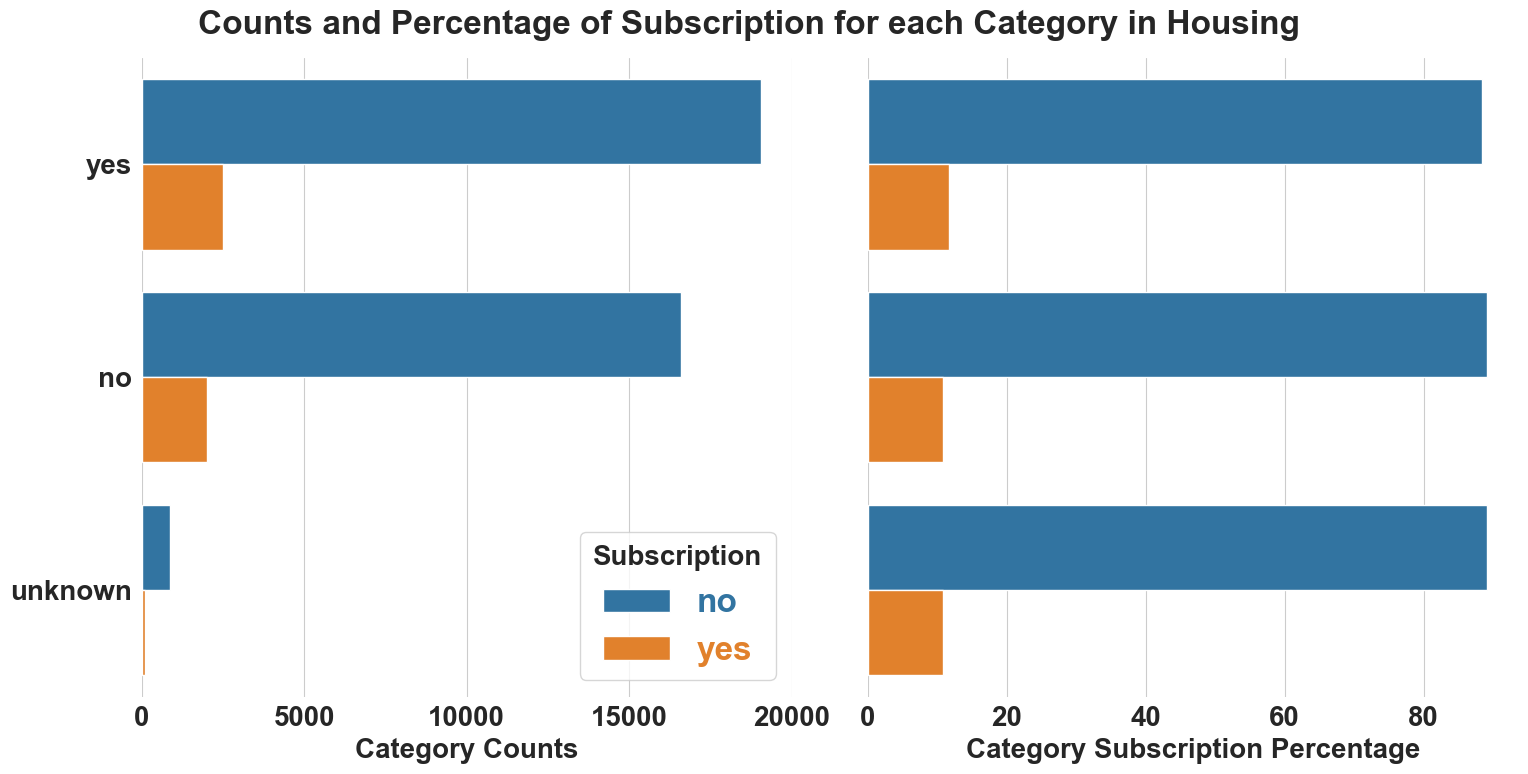 Counts and Percentage of Subscription for each Category in Housing
yes
no
unknown
Subscription
no
yes
0 5000 10000 15000 20000
Category Counts
0 20 40 60 80
Category Subscription Percentage